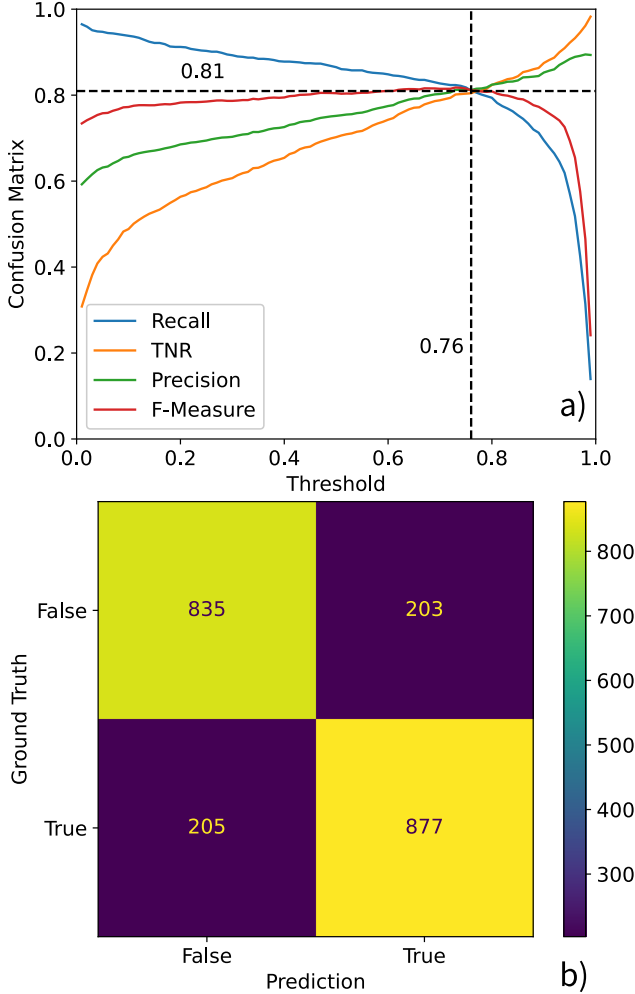 1.0
0.8
0.6
0.4
0.2
0.0
Confusion Matrix
0.81
0.76
Recall
TNR
Precision
F-Measure
a)
0.0 0.2 0.4 0.6 0.8 1.0
Threshold
Ground Truth
False
True
835 203
205 877
False True
Prediction
800
700
600
500
400
300
b)